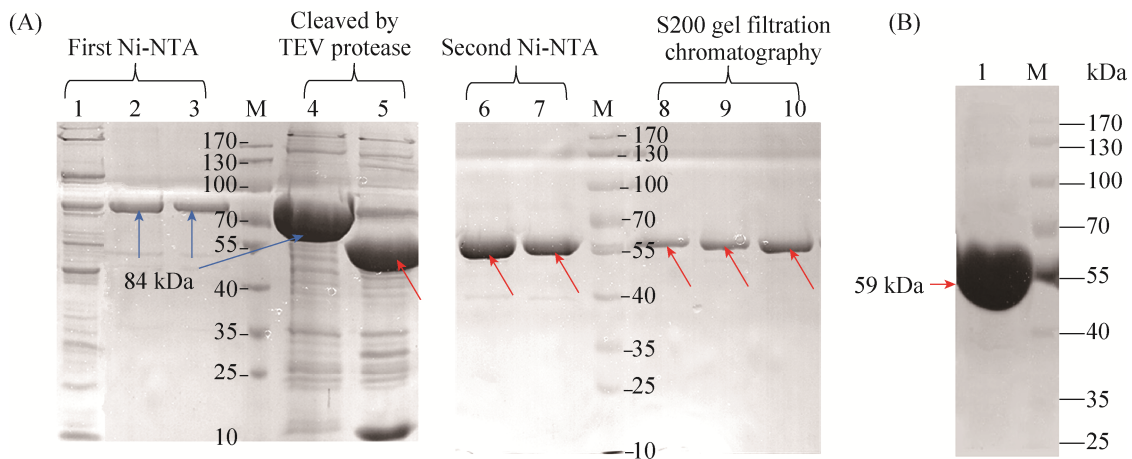 (A)
First Ni-NTA
Cleaved by
TEV protease
Second Ni-NTA
S200 gel filtration
chromatography
1 2 3 M 4 5 6 7 M 8 9 10
170
130
100
70
55
40
35
25
10
84 kDa
170
130
100
70
55
40
35
25
10
(B)
1 M kDa
170
130
100
70
55
40
35
25
59 kDa